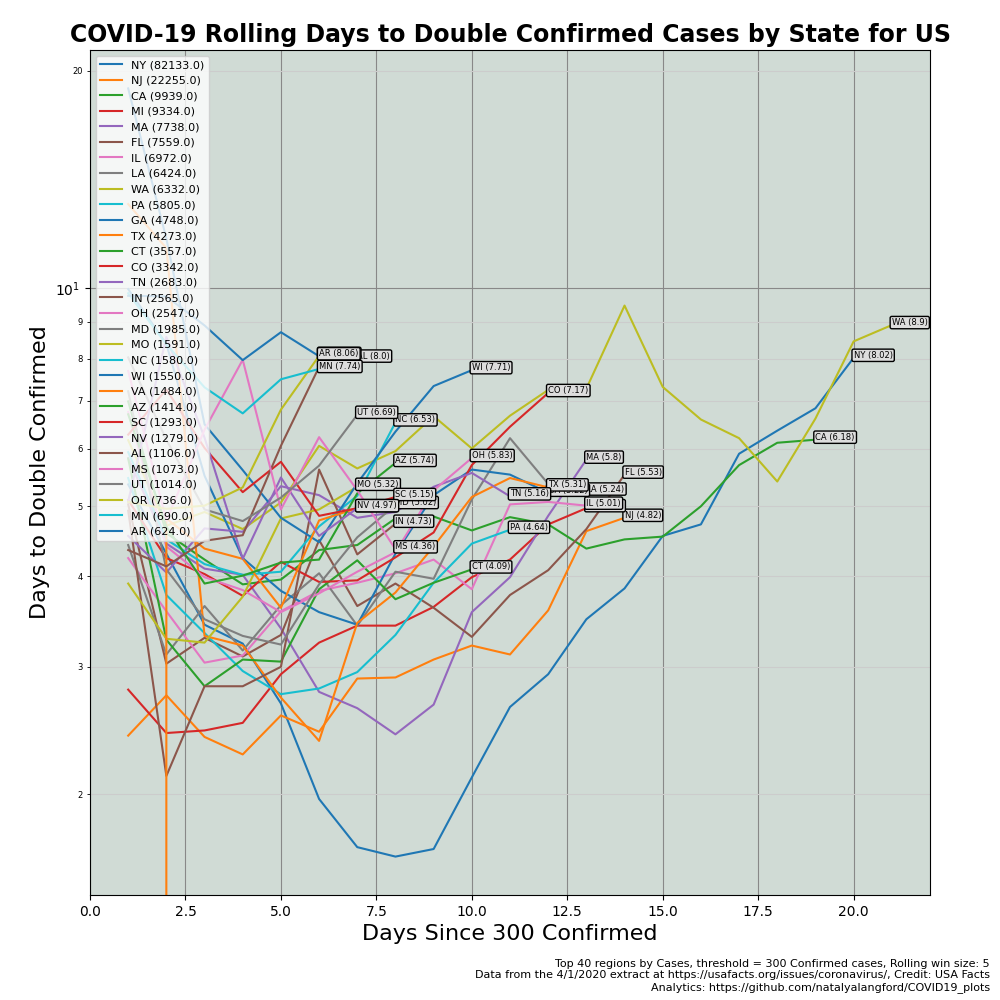 COVID-19 Rolling Days to Double Confirmed Cases by State for US
NY (82133.0)
NJ (22255.0)
CA (9939.0)
MI (9334.0)
MA (7738.0)
FL (7559.0)
IL (6972.0)
LA (6424.0)
WA (6332.0)
PA (5805.0)
GA (4748.0)
TX (4273.0)
CT (3557.0)
CO (3342.0)
TN (2683.0)
IN (2565.0)
OH (2547.0)
MD (1985.0)
MO (1591.0)
NC (1580.0)
WI (1550.0)
VA (1484.0)
AZ (1414.0)
SC (1293.0)
NV (1279.0)
AL (1106.0)
MS (1073.0)
UT (1014.0)
OR (736.0)
MN (690.0)
AR (624.0)
20
10¹
9
8
7
6
5
4
3
2
Days to Double Confirmed
WA (8.9)
AR (8.06)
L (8.0)
NY (8.02)
MN (7.74)
WI (7.71)
CO (7.17)
UT (6.69)
NC (6.53)
CA (6.18)
OH (5.83)
MA (5.8)
AZ (5.74)
FL (5.53)
MO (5.32)
TX (5.31)
A (5.24)
SC (5.15)
TN (5.16)
NV (4.97)
IL (5.01)
IN (4.73)
NJ (4.82)
PA (4.64)
MS (4.36)
CT (4.09)
0.0 2.5 5.0 7.5 10.0 12.5 15.0 17.5 20.0
Days Since 300 Confirmed
Top 40 regions by Cases, threshold = 300 Confirmed cases, Rolling win size: 5
Data from the 4/1/2020 extract at https://usafacts.org/issues/coronavirus/, Credit: USA Facts
Analytics: https://github.com/natalyalangford/COVID19_plots